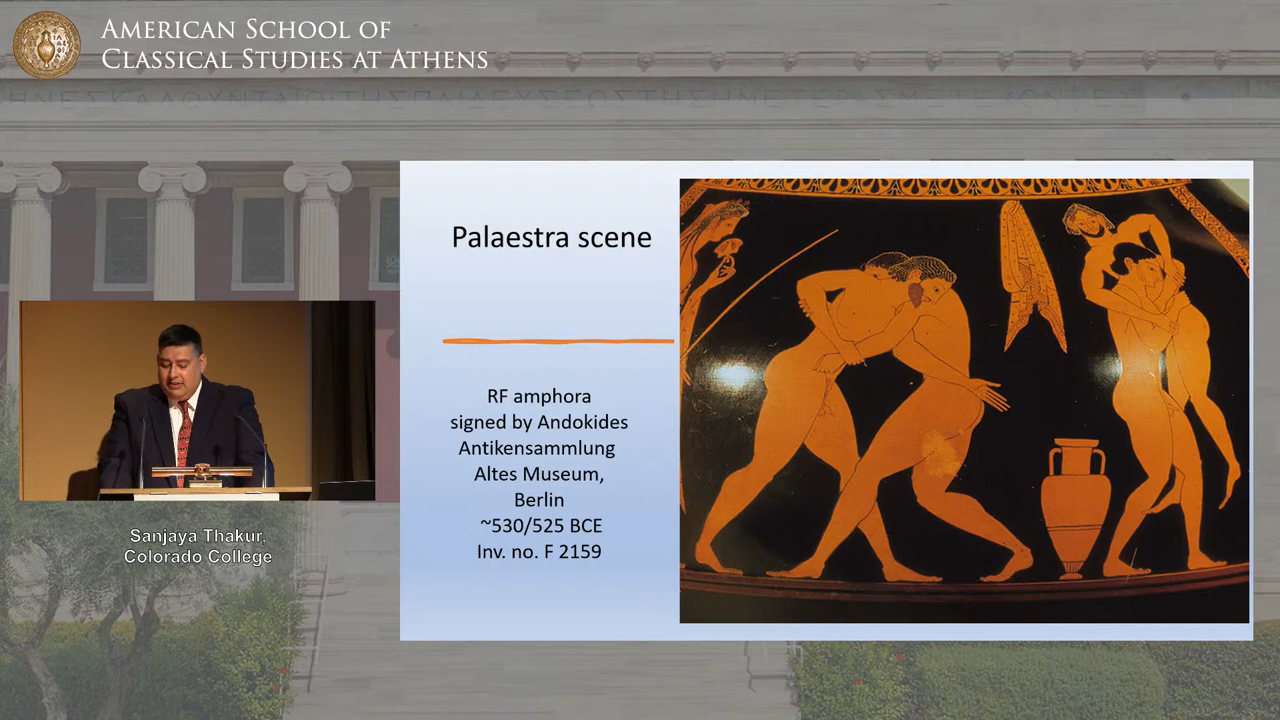 AMERICAN SCHOOL OF
CLASSICAL STUDIES AT ATHENS
Palaestra scene
RF amphora
signed by Andokides
Antikensammlung
Altes Museum,
Berlin
~530/525 BCE
Inv. no. F 2159
Sanjaya Thakur,
Colorado College